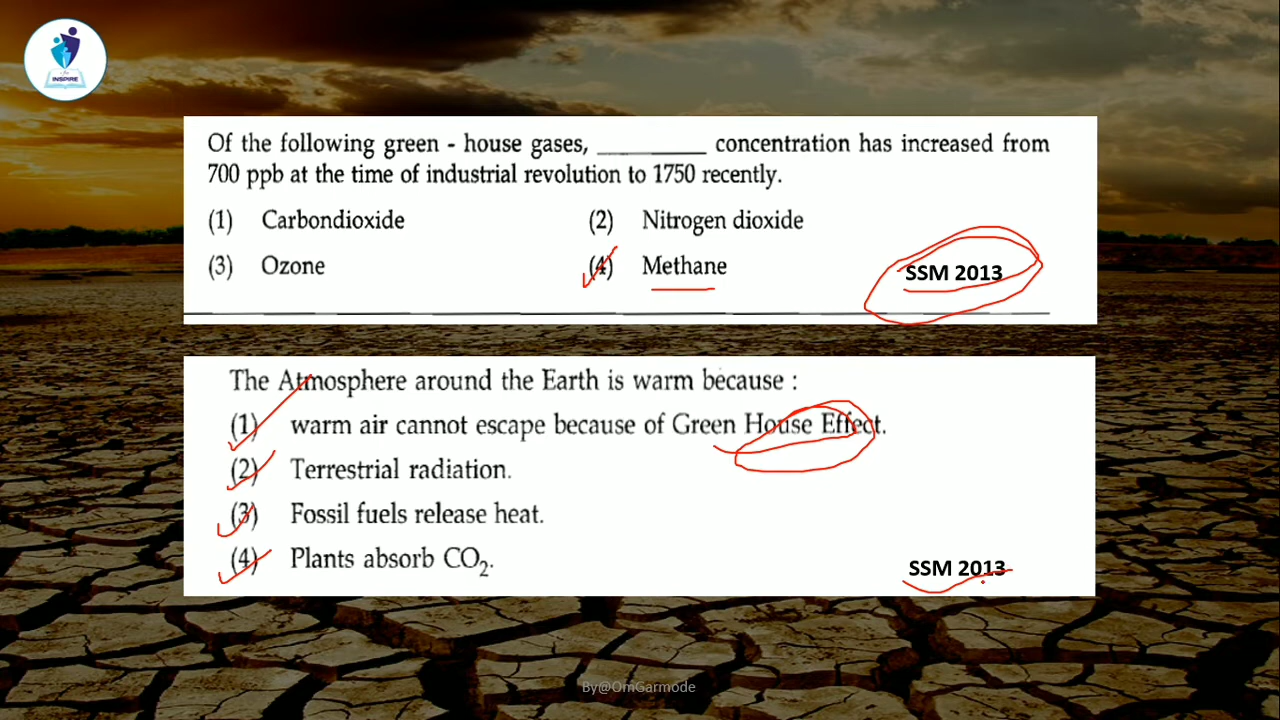 INSPIRE
Of the following green - house gases, ________ concentration has increased from
700 ppb at the time of industrial revolution to 1750 recently.
(1) Carbondioxide (2) Nitrogen dioxide
(3) Ozone (4) Methane
SSM 2013
The Atmosphere around the Earth is warm because :
(1) warm air cannot escape because of Green House Effect.
(2) Terrestrial radiation.
(3) Fossil fuels release heat.
(4) Plants absorb CO₂.
SSM 2013
By@OmGarmode